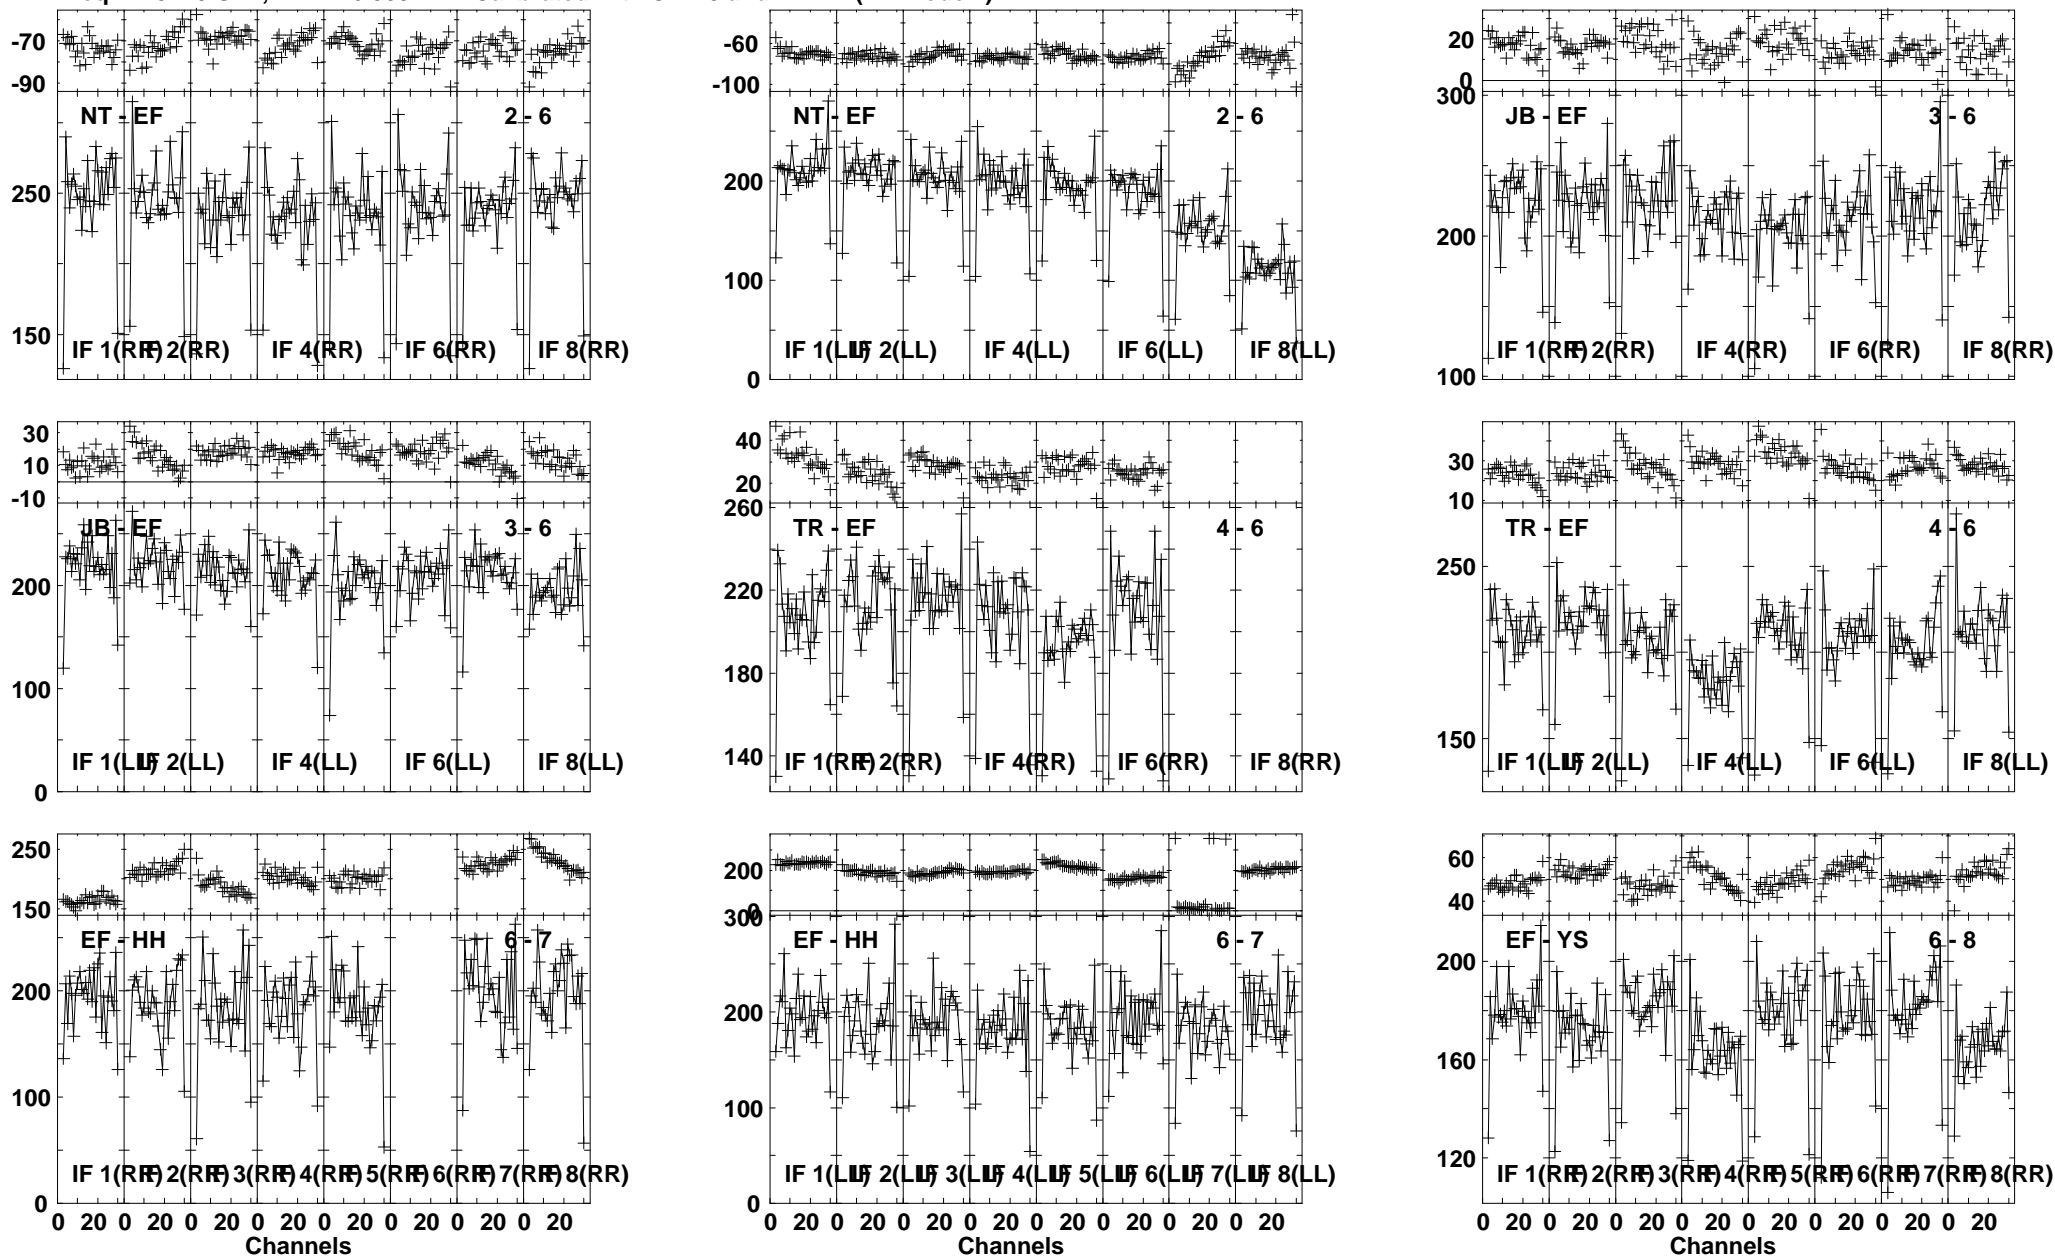 -70
-90
NT - EF 2 - 6
250
150
IF 1(RR) IF 2(RR) IF 4(RR) IF 6(RR) IF 8(RR)
-60
-100
NT - EF 2 - 6
200
100
0
IF 1(LL) IF 2(LL) IF 4(LL) IF 6(LL) IF 8(LL)
20
0
300
JB - EF 3 - 6
200
100
IF 1(RR) IF 2(RR) IF 4(RR) IF 6(RR) IF 8(RR)
30
10
-10
JB - EF 3 - 6
200
100
0
IF 1(LL) IF 2(LL) IF 4(LL) IF 6(LL) IF 8(LL)
40
20
260
TR - EF 4 - 6
220
180
140
IF 1(RR) IF 2(RR) IF 4(RR) IF 6(RR) IF 8(RR)
30
10
TR - EF 4 - 6
250
150
IF 1(LL) IF 2(LL) IF 4(LL) IF 6(LL) IF 8(LL)
250
150
EF - HH 6 - 7
200
100
0
IF 1(RR) IF 2(RR) IF 3(RR) IF 4(RR) IF 5(RR) IF 6(RR) IF 7(RR) IF 8(RR)
0 20 0 20 0 20 0 20 0 20 0 20 0 20 0 20
Channels
200
0
300
EF - HH 6 - 7
200
100
0
IF 1(LL) IF 2(LL) IF 3(LL) IF 4(LL) IF 5(LL) IF 6(LL) IF 7(LL) IF 8(LL)
0 20 0 20 0 20 0 20 0 20 0 20 0 20 0 20
Channels
60
40
EF - YS 6 - 8
200
160
120
IF 1(RR) IF 2(RR) IF 3(RR) IF 4(RR) IF 5(RR) IF 6(RR) IF 7(RR) IF 8(RR)
0 20 0 20 0 20 0 20 0 20 0 20 0 20 0 20
Channels